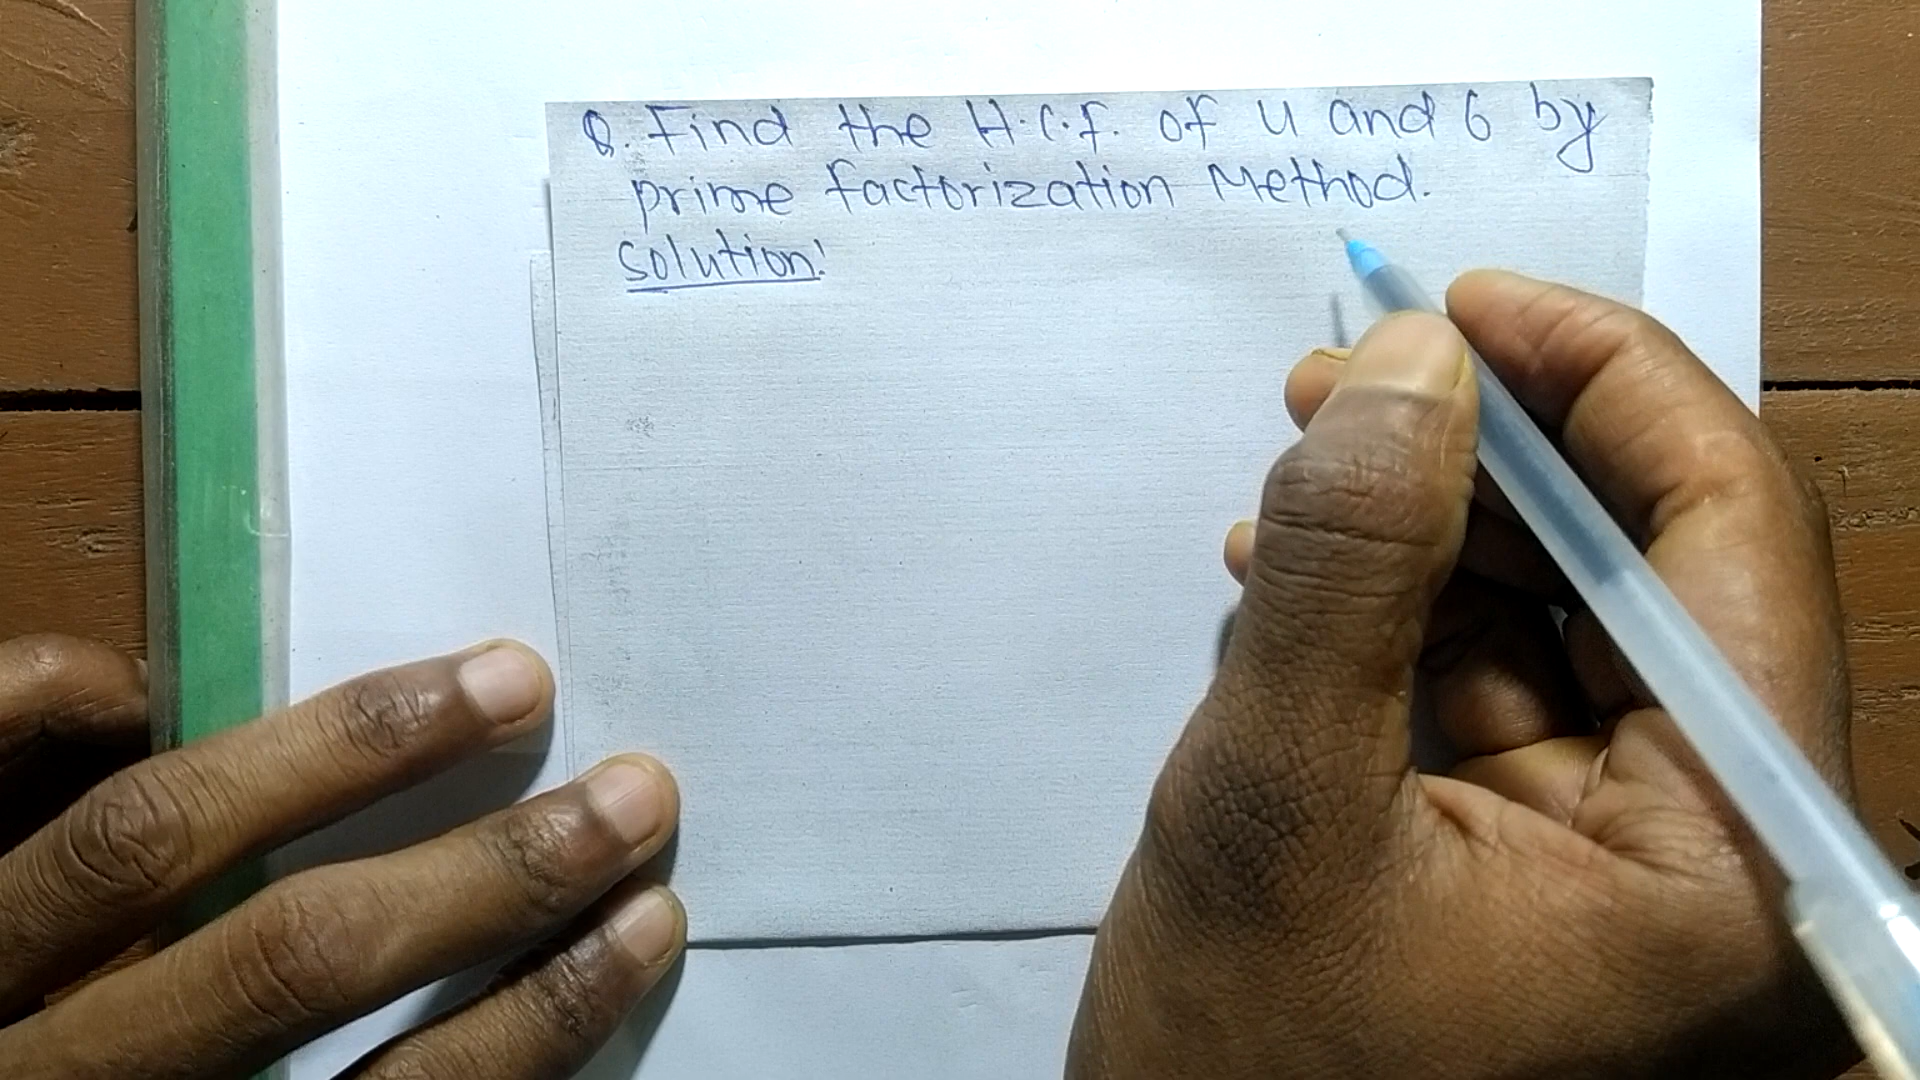 Q. Find the H.C.f. of 4 and 6 by
prime factorization Method.
Solution: